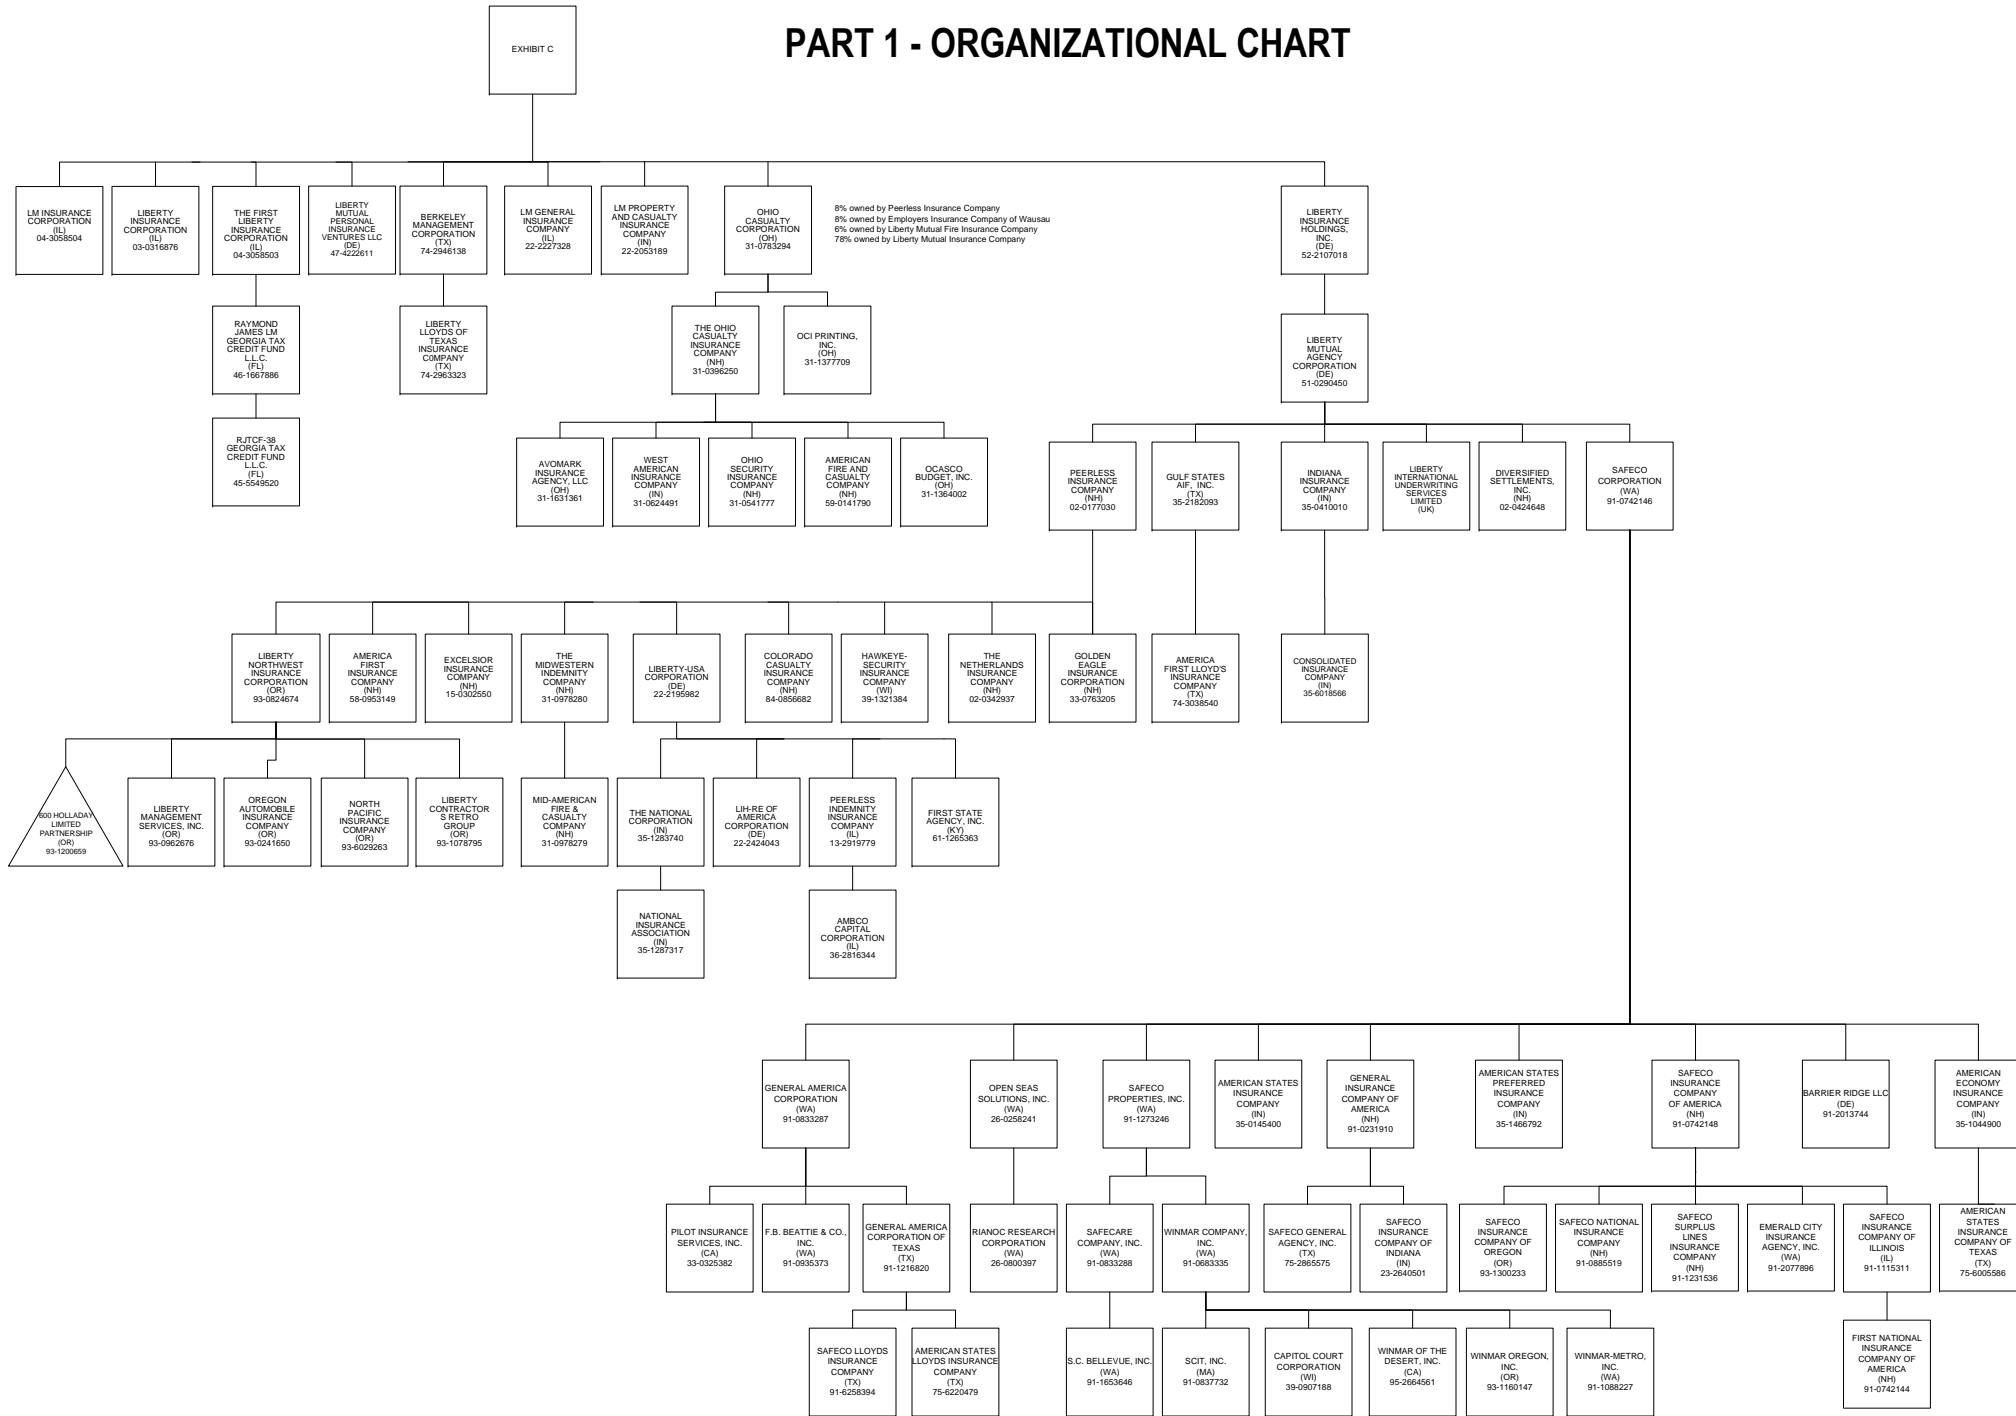 EXHIBIT C
PART 1 - ORGANIZATIONAL CHART
LM INSURANCE
CORPORATION
(IL)
04-3058504
LIBERTY
INSURANCE
CORPORATION
(IL)
03-0316876
THE FIRST
LIBERTY
INSURANCE
CORPORATION
(IL)
04-3058503
LIBERTY
MUTUAL
PERSONAL
INSURANCE
VENTURES LLC
(DE)
47-4222611
BERKELEY
MANAGEMENT
CORPORATION
(TX)
74-2946138
LM GENERAL
INSURANCE
COMPANY
(IL)
22-2227328
LM PROPERTY
AND CASUALTY
INSURANCE
COMPANY
(IN)
22-2053189
OHIO
CASUALTY
CORPORATION
(OH)
31-0783294
8% owned by Peerless Insurance Company
8% owned by Employers Insurance Company of Wausau
6% owned by Liberty Mutual Fire Insurance Company
78% owned by Liberty Mutual Insurance Company
LIBERTY
INSURANCE
HOLDINGS,
INC.
(DE)
52-2107018
RAYMOND
JAMES LM
GEORGIA TAX
CREDIT FUND
L.L.C.
(FL)
46-1667886
LIBERTY
LLOYDS OF
TEXAS
INSURANCE
C0MPANY
(TX)
74-2963323
THE OHIO
CASUALTY
INSURANCE
COMPANY
(NH)
31-0396250
OCI PRINTING,
INC.
(OH)
31-1377709
LIBERTY
MUTUAL
AGENCY
CORPORATION
(DE)
51-0290450
RJTCF-38
GEORGIA TAX
CREDIT FUND
L.L.C.
(FL)
45-5549520
AVOMARK
INSURANCE
AGENCY, LLC
(OH)
31-1631361
WEST
AMERICAN
INSURANCE
COMPANY
(IN)
31-0624491
OHIO
SECURITY
INSURANCE
COMPANY
(NH)
31-0541777
AMERICAN
FIRE AND
CASUALTY
COMPANY
(NH)
59-0141790
OCASCO
BUDGET, INC.
(OH)
31-1364002
PEERLESS
INSURANCE
COMPANY
(NH)
02-0177030
GULF STATES
AIF, INC.
(TX)
35-2182093
INDIANA
INSURANCE
COMPANY
(IN)
35-0410010
LIBERTY
INTERNATIONAL
UNDERWRITING
SERVICES
LIMITED
(UK)
DIVERSIFIED
SETTLEMENTS,
INC.
(NH)
02-0424648
SAFECO
CORPORATION
(WA)
91-0742146
LIBERTY
NORTHWEST
INSURANCE
CORPORATION
(OR)
93-0824674
AMERICA
FIRST
INSURANCE
COMPANY
(NH)
58-0953149
EXCELSIOR
INSURANCE
COMPANY
(NH)
15-0302550
THE
MIDWESTERN
INDEMNITY
COMPANY
(NH)
31-0978280
LIBERTY-USA
CORPORATION
(DE)
22-2195982
COLORADO
CASUALTY
INSURANCE
COMPANY
(NH)
84-0856682
HAWKEYE-
SECURITY
INSURANCE
COMPANY
(WI)
39-1321384
THE
NETHERLANDS
INSURANCE
COMPANY
(NH)
02-0342937
GOLDEN
EAGLE
INSURANCE
CORPORATION
(NH)
33-0763205
AMERICA
FIRST LLOYD'S
INSURANCE
COMPANY
(TX)
74-3038540
CONSOLIDATED
INSURANCE
COMPANY
(IN)
35-6018566
600 HOLLADAY
LIMITED
PARTNERSHIP
(OR)
93-1200659
LIBERTY
MANAGEMENT
SERVICES, INC.
(OR)
93-0962676
OREGON
AUTOMOBILE
INSURANCE
COMPANY
(OR)
93-0241650
NORTH
PACIFIC
INSURANCE
COMPANY
(OR)
93-6029263
LIBERTY
CONTRACTOR
S RETRO
GROUP
(OR)
93-1078795
MID-AMERICAN
FIRE &
CASUALTY
COMPANY
(NH)
31-0978279
THE NATIONAL
CORPORATION
(IN)
35-1283740
LIH-RE OF
AMERICA
CORPORATION
(DE)
22-2424043
PEERLESS
INDEMNITY
INSURANCE
COMPANY
(IL)
13-2919779
FIRST STATE
AGENCY, INC.
(KY)
61-1265363
NATIONAL
INSURANCE
ASSOCIATION
(IN)
35-1287317
AMBCO
CAPITAL
CORPORATION
(IL)
36-2816344
GENERAL AMERICA
CORPORATION
(WA)
91-0833287
OPEN SEAS
SOLUTIONS, INC.
(WA)
26-0258241
SAFECO
PROPERTIES, INC.
(WA)
91-1273246
AMERICAN STATES
INSURANCE
COMPANY
(IN)
35-0145400
GENERAL
INSURANCE
COMPANY OF
AMERICA
(NH)
91-0231910
AMERICAN STATES
PREFERRED
INSURANCE
COMPANY
(IN)
35-1466792
SAFECO
INSURANCE
COMPANY
OF AMERICA
(NH)
91-0742148
BARRIER RIDGE LLC
(DE)
91-2013744
AMERICAN
ECONOMY
INSURANCE
COMPANY
(IN)
35-1044900
PILOT INSURANCE
SERVICES, INC.
(CA)
33-0325382
F.B. BEATTIE & CO.,
INC.
(WA)
91-0935373
GENERAL AMERICA
CORPORATION OF
TEXAS
(TX)
91-1216820
RIANOC RESEARCH
CORPORATION
(WA)
26-0800397
SAFECARE
COMPANY, INC.
(WA)
91-0833288
WINMAR COMPANY,
INC.
(WA)
91-0683335
SAFECO GENERAL
AGENCY, INC.
(TX)
75-2865575
SAFECO
INSURANCE
COMPANY OF
INDIANA
(IN)
23-2640501
SAFECO
INSURANCE
COMPANY OF
OREGON
(OR)
93-1300233
SAFECO NATIONAL
INSURANCE
COMPANY
(NH)
91-0885519
SAFECO
SURPLUS
LINES
INSURANCE
COMPANY
(NH)
91-1231536
EMERALD CITY
INSURANCE
AGENCY, INC.
(WA)
91-2077896
SAFECO
INSURANCE
COMPANY OF
ILLINOIS
(IL)
91-1115311
AMERICAN
STATES
INSURANCE
COMPANY OF
TEXAS
(TX)
75-6005586
SAFECO LLOYDS
INSURANCE
COMPANY
(TX)
91-6258394
AMERICAN STATES
LLOYDS INSURANCE
COMPANY
(TX)
75-6220479
S.C. BELLEVUE, INC.
(WA)
91-1653646
SCIT, INC.
(MA)
91-0837732
CAPITOL COURT
CORPORATION
(WI)
39-0907188
WINMAR OF THE
DESERT, INC.
(CA)
95-2664561
WINMAR OREGON,
INC.
(OR)
93-1160147
WINMAR-METRO,
INC.
(WA)
91-1088227
FIRST NATIONAL
INSURANCE
COMPANY OF
AMERICA
(NH)
91-0742144